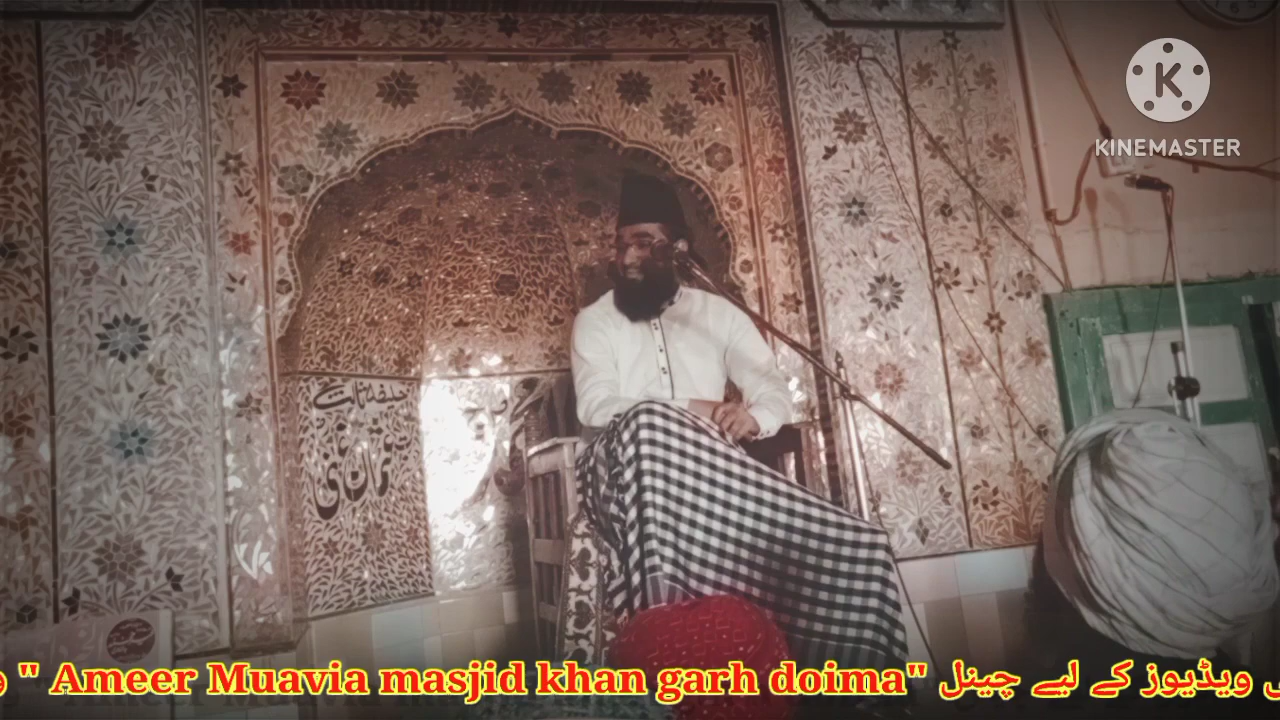 KINEMASTER
خلیفہ ثالث
عثمان غنی
ویڈیوز کے لیے چینل " Ameer Muavia masjid khan garh doima"